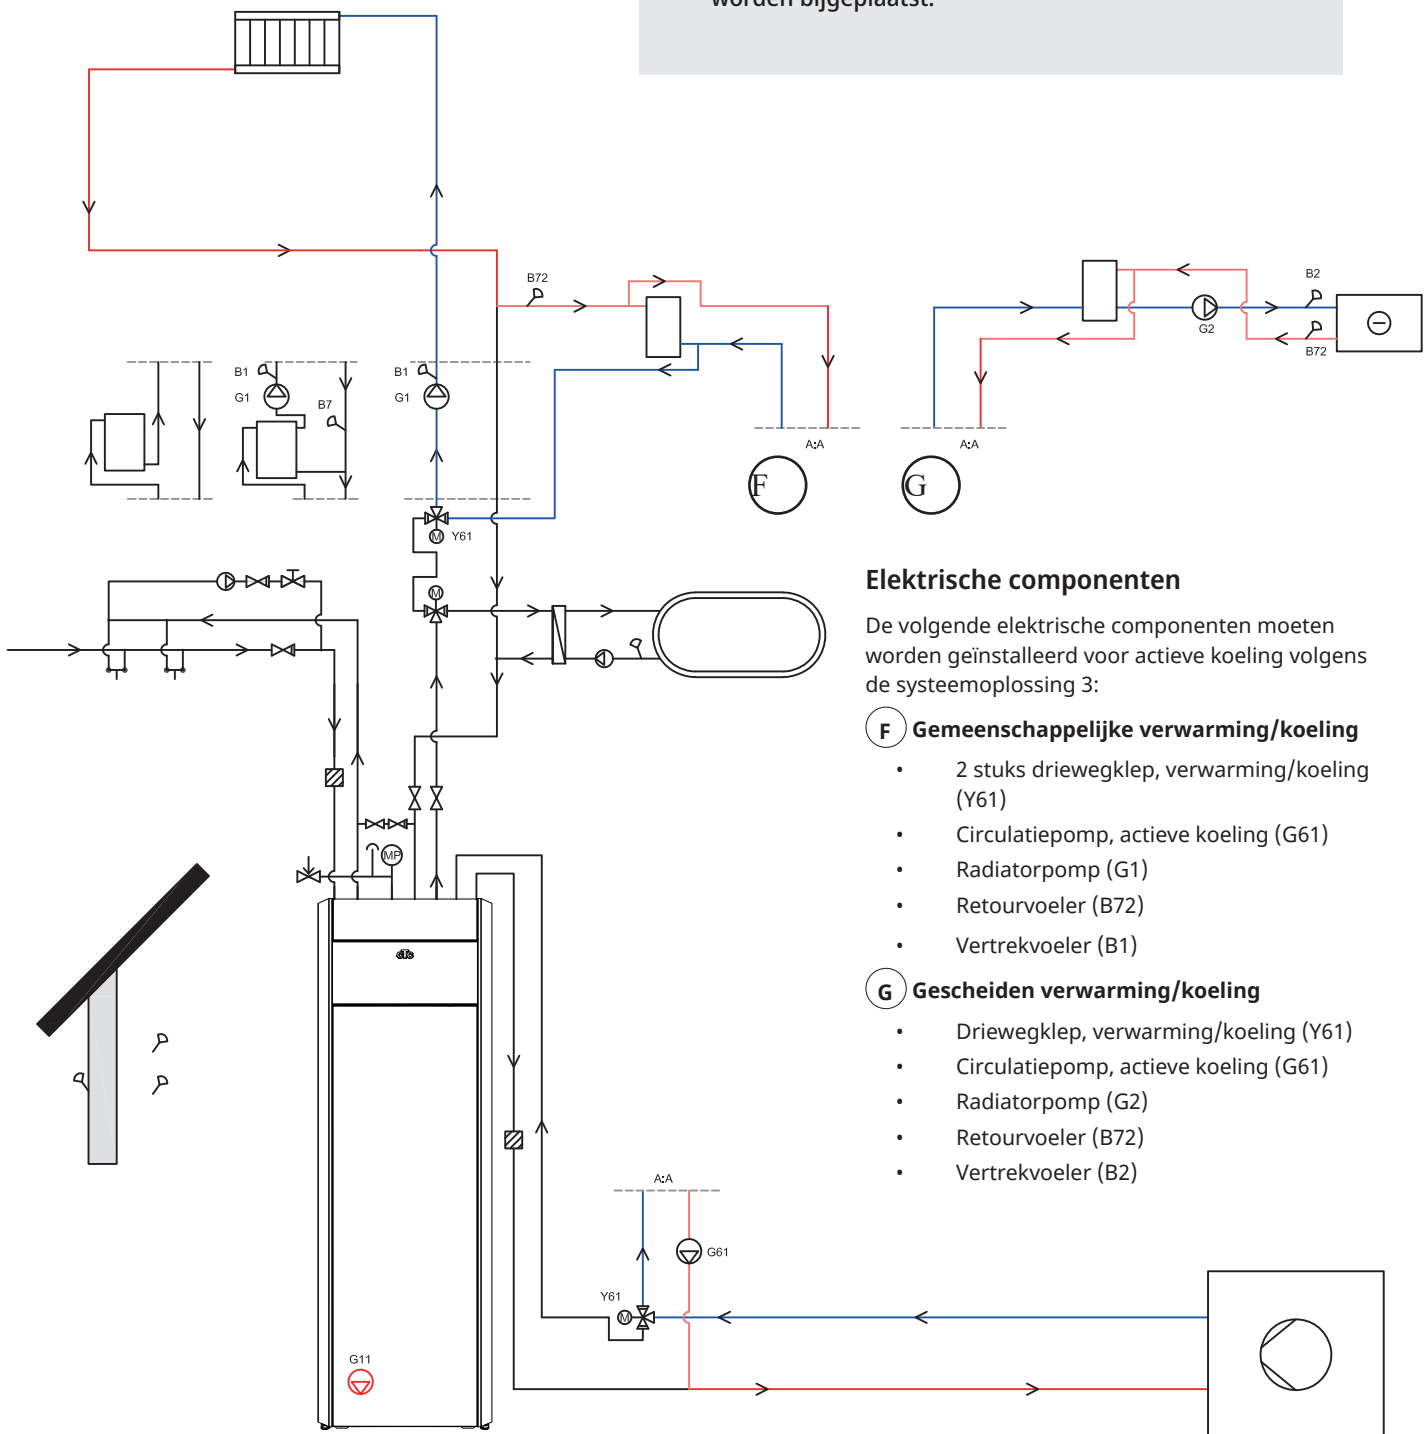 worden bijgeplaatst.
B72
B2
G2
B72
B1
G1
B7
B1
G1
A:A
A:A
F
G
M
Y61
M
Elektrische componenten
De volgende elektrische componenten moeten
worden geïnstalleerd voor actieve koeling volgens
de systeemoplossing 3:
F Gemeenschappelijke verwarming/koeling
• 2 stuks driewegklep, verwarming/koeling
(Y61)
• Circulatiepomp, actieve koeling (G61)
• Radiatorpomp (G1)
• Retourvoeler (B72)
• Vertrekvoeler (B1)
G Gescheiden verwarming/koeling
• Driewegklep, verwarming/koeling (Y61)
• Circulatiepomp, actieve koeling (G61)
• Radiatorpomp (G2)
• Retourvoeler (B72)
• Vertrekvoeler (B2)
MP
A:A
G61
Y61
M
G11